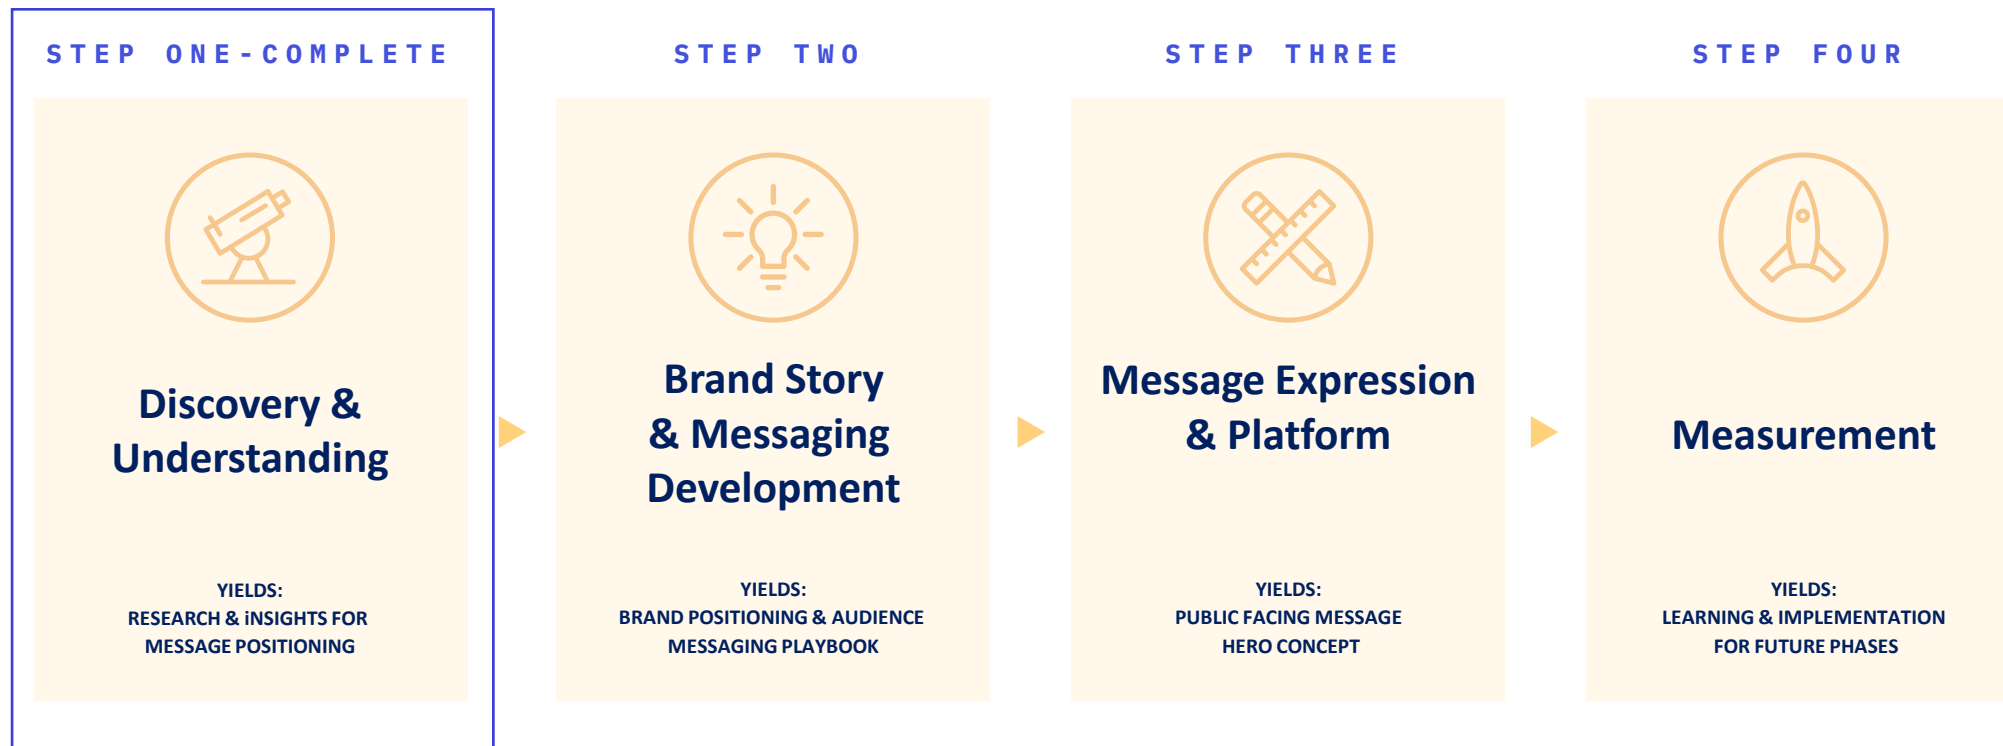 STEP ONE-COMPLETE
Discovery &
Understanding
YIELDS:
RESEARCH & iNSIGHTS FOR
MESSAGE POSITIONING
STEP TWO
Brand Story
& Messaging
Development
YIELDS:
BRAND POSITIONING & AUDIENCE
MESSAGING PLAYBOOK
STEP THREE
Message Expression
& Platform
YIELDS:
PUBLIC FACING MESSAGE
HERO CONCEPT
STEP FOUR
Measurement
YIELDS:
LEARNING & IMPLEMENTATION
FOR FUTURE PHASES